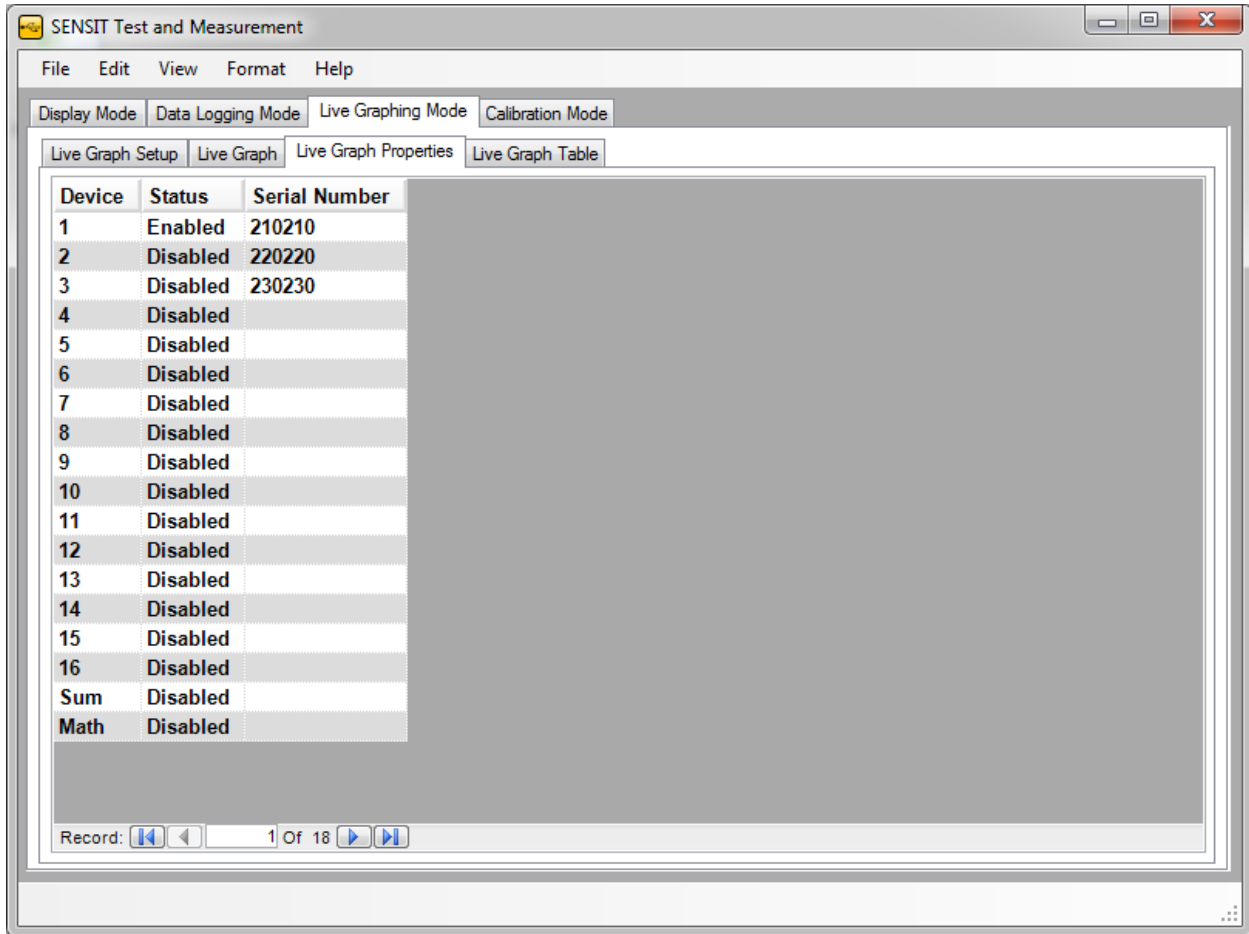 SENSIT Test and Measurement
File Edit View Format Help
Display Mode Data Logging Mode Live Graphing Mode Calibration Mode
Live Graph Setup Live Graph Live Graph Properties Live Graph Table
Device Status Serial Number
1 Enabled 210210
2 Disabled 220220
3 Disabled 230230
4 Disabled
5 Disabled
6 Disabled
7 Disabled
8 Disabled
9 Disabled
10 Disabled
11 Disabled
12 Disabled
13 Disabled
14 Disabled
15 Disabled
16 Disabled
Sum Disabled
Math Disabled
Record: 1 Of 18